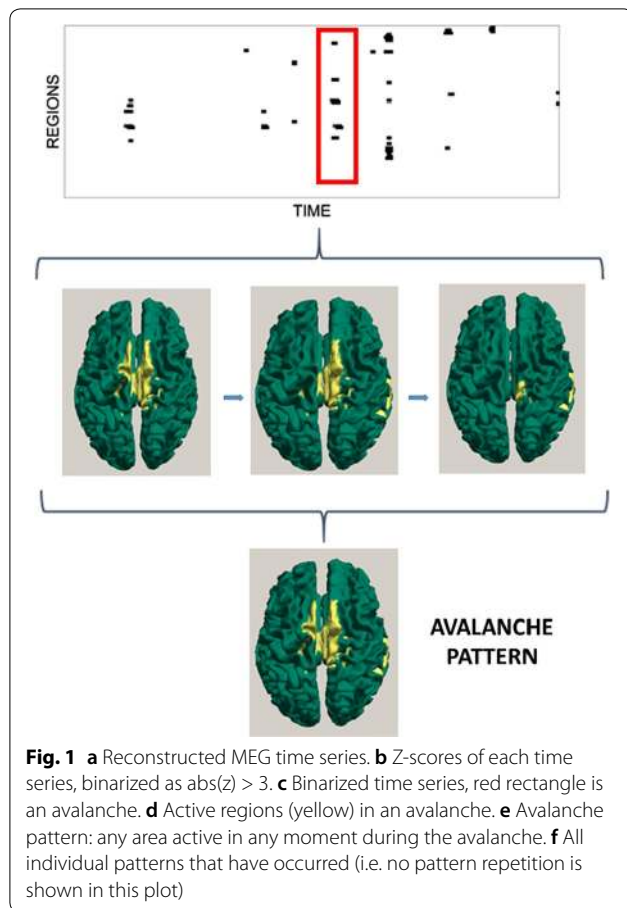 REGIONS
TIME
AVALANCHE
PATTERN
Fig. 1 a Reconstructed MEG time series. b Z-scores of each time
series, binarized as abs(z) > 3. c Binarized time series, red rectangle is
an avalanche. d Active regions (yellow) in an avalanche. e Avalanche
pattern: any area active in any moment during the avalanche. f All
individual patterns that have occurred (i.e. no pattern repetition is
shown in this plot)